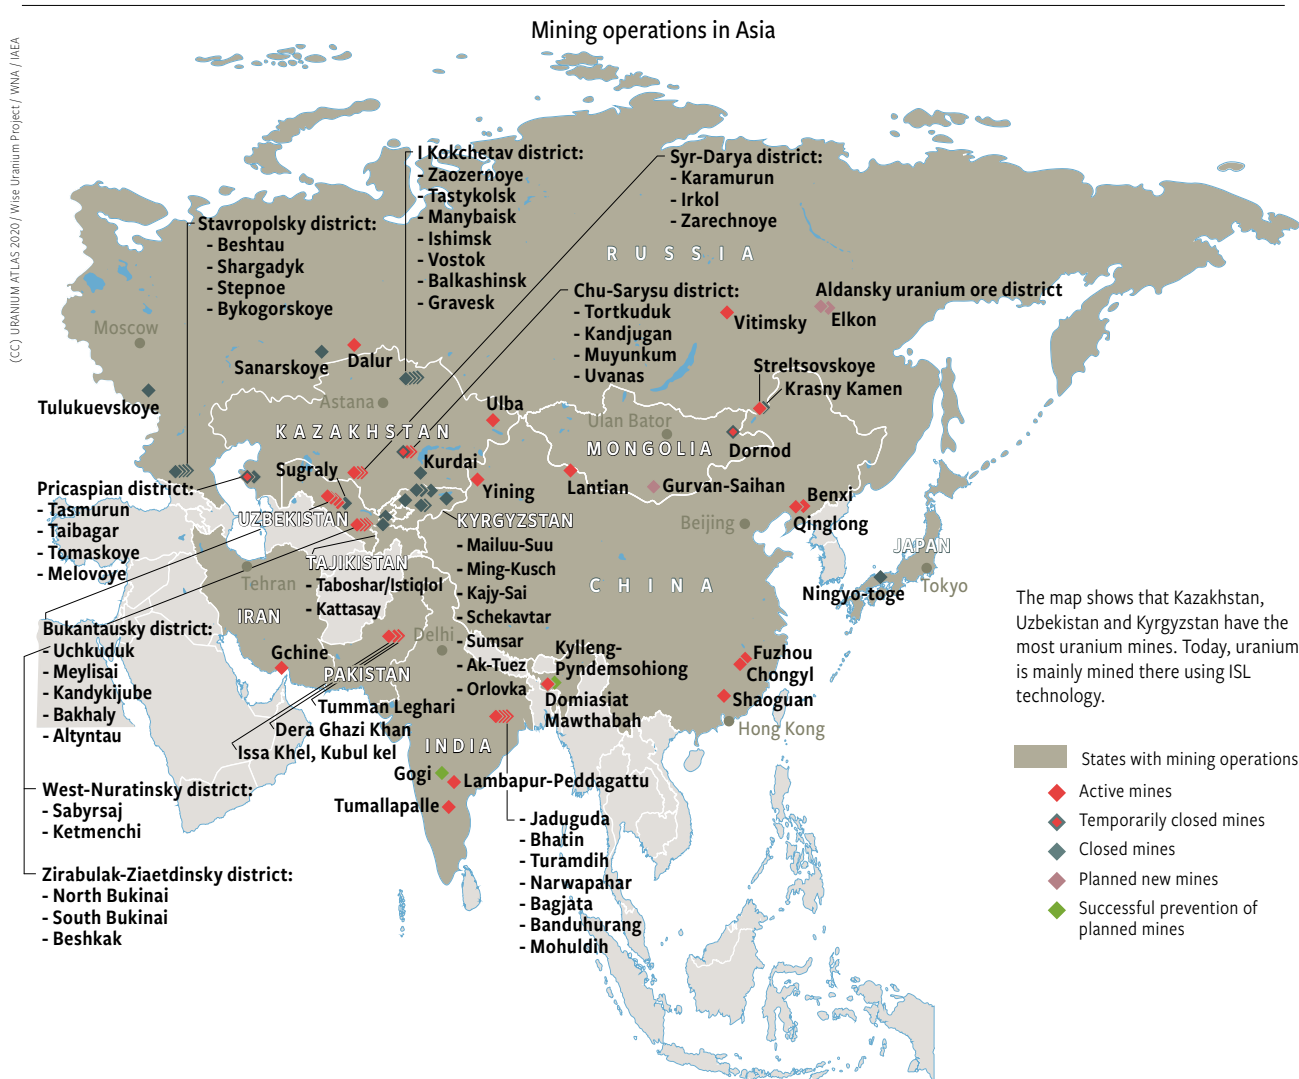 Mining operations in Asia
(CC) URANIUM ATLAS 2020 / Wise Uranium Project / WNA / IAEA
I Kokchetav district:
- Zaozernoye
- Tastykolsk
- Manybaisk
- Ishimsk
- Vostok
- Balkashinsk
- Gravesk
Syr-Darya district:
- Karamurun
- Irkol
- Zarechnoye
Stavropolsky district:
- Beshtau
- Shargadyk
- Stepnoe
- Bykogorskoye
RUSSIA
Chu-Sarysu district:
- Tortkuduk
- Kandjugan
- Muyunkum
- Uvanas
Aldansky uranium ore district
Elkon
Vitimsky
Moscow
Sanarskoye
Dalur
Streltsovskoye
Krasny Kamen
Tulukuevskoye
Astana
Ulba
Ulan Bator
KAZAKHSTAN
MONGOLIA
Dornod
Sugraly
Kurdai
Yining
Lantian
Gurvan-Saihan
Benxi
Qinglong
Beijing
Pricaspian district:
- Tasmurun
- Taibagar
- Tomaskoye
- Melovoye
UZBEKISTAN
KYRGYZSTAN
- Mailuu-Suu
- Ming-Kusch
- Kajy-Sai
- Schekavtar
- Sumsar
- Ak-Tuez
- Orlovka
TAJIKISTAN
- Taboshar/Istiqlol
- Kattasay
Tehran
IRAN
CHINA
JAPAN
Ningyo-toge
Tokyo
The map shows that Kazakhstan,
Uzbekistan and Kyrgyzstan have the
most uranium mines. Today, uranium
is mainly mined there using ISL
technology.
Bukantausky district:
- Uchkuduk
- Meylisai
- Kandykijube
- Bakhaly
- Altyntau
Gchine
PAKISTAN
Delhi
Tumman Leghari
Dera Ghazi Khan
Issa Khel, Kubul kel
Kylleng-
Pyndemsohiong
Domiasiat
Mawthabah
Fuzhou
Chongyl
Shaoguan
Hong Kong
INDIA
Gogi
Lambapur-Peddagattu
Tumallapalle
- Jaduguda
- Bhatin
- Turamdih
- Narwapahar
- Bagjata
- Banduhurang
- Mohuldih
West-Nuratinsky district:
- Sabyrsaj
- Ketmenchi
Zirabulak-Ziaetdinsky district:
- North Bukinai
- South Bukinai
- Beshkak
States with mining operations
Active mines
Temporarily closed mines
Closed mines
Planned new mines
Successful prevention of
planned mines